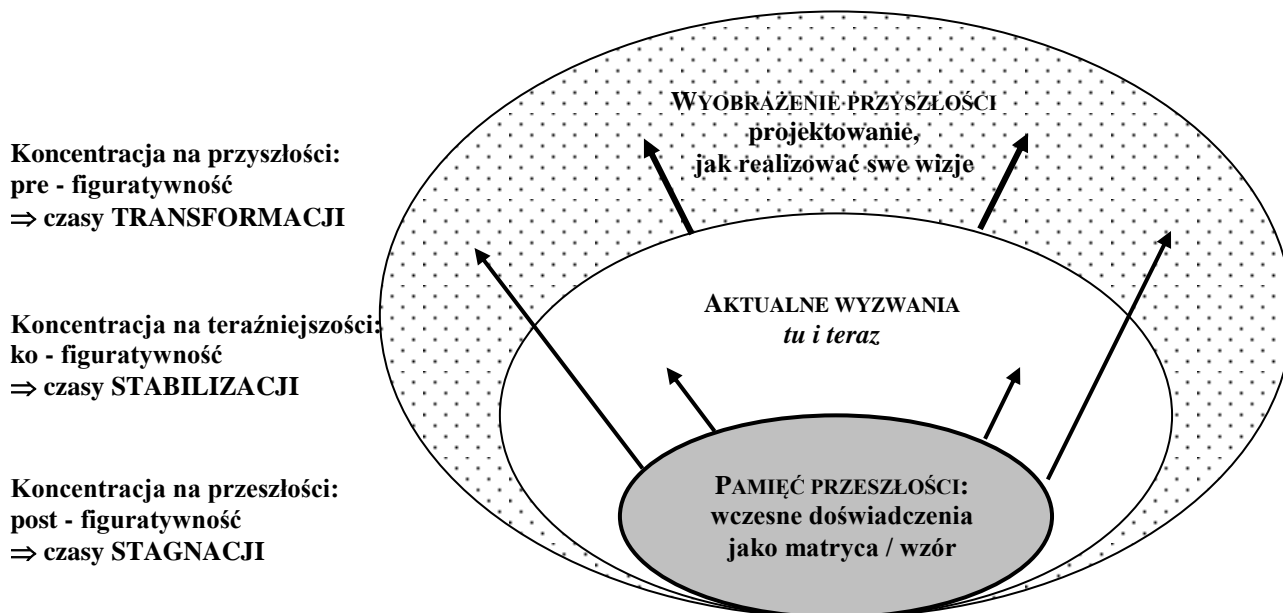 WYOBRAŻENIE PRZYSZŁOŚCI
projektowanie,
jak realizować swe wizje
Koncentracja na przyszłości:
pre - figuratywność
⇒ czasy TRANSFORMACJI
AKTUALNE WYZWANIA
tu i teraz
Koncentracja na teraźniejszości:
ko - figuratywność
⇒ czasy STABILIZACJI
PAMIĘĆ PRZESZŁOŚCI:
wczesne doświadczenia
jako matryca / wzór
Koncentracja na przeszłości:
post - figuratywność
⇒ czasy STAGNACJI